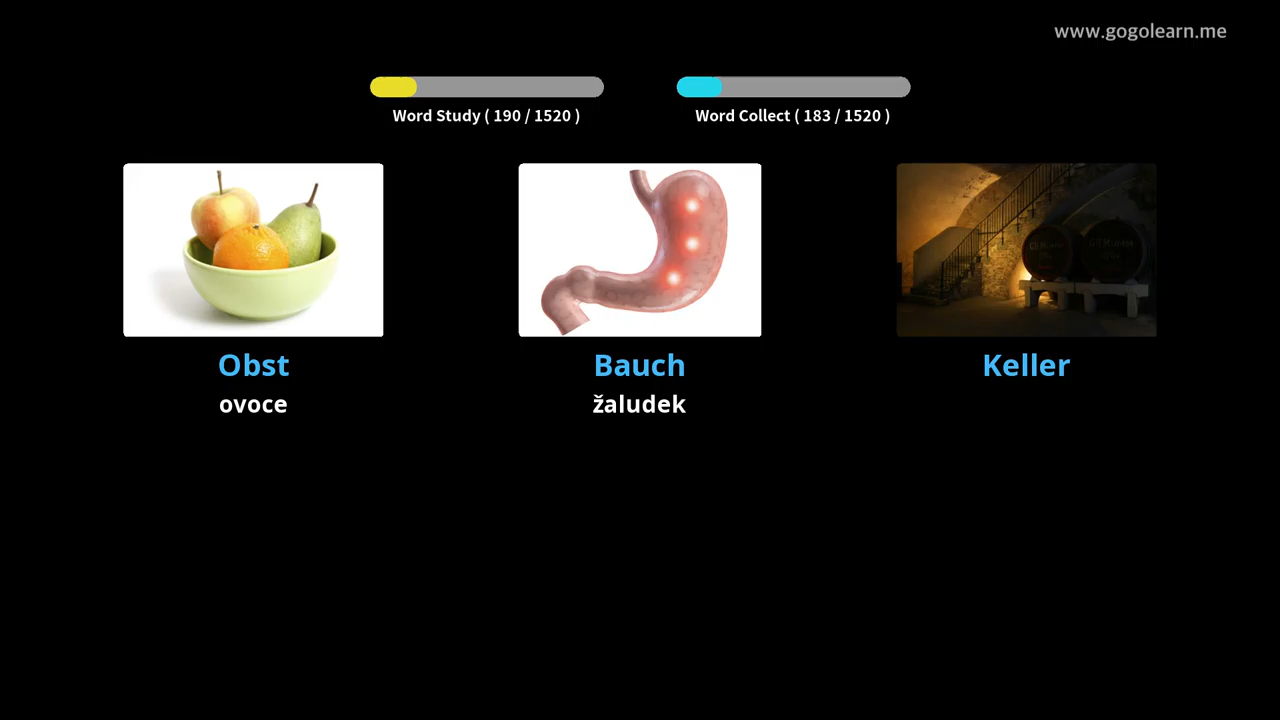 www.gogolearn.me
Word Study ( 190 / 1520 )
Word Collect ( 183 / 1520 )
Obst
Bauch
Keller
ovoce
žaludek